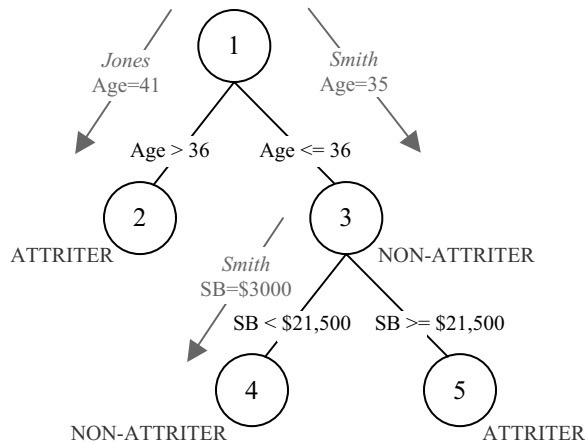 1
Jones
Age=41
Smith
Age=35
Age > 36
Age <= 36
2
3
ATTRITER
NON-ATTRITER
Smith
SB=$3000
SB < $21,500
SB >= $21,500
4
5
NON-ATTRITER
ATTRITER